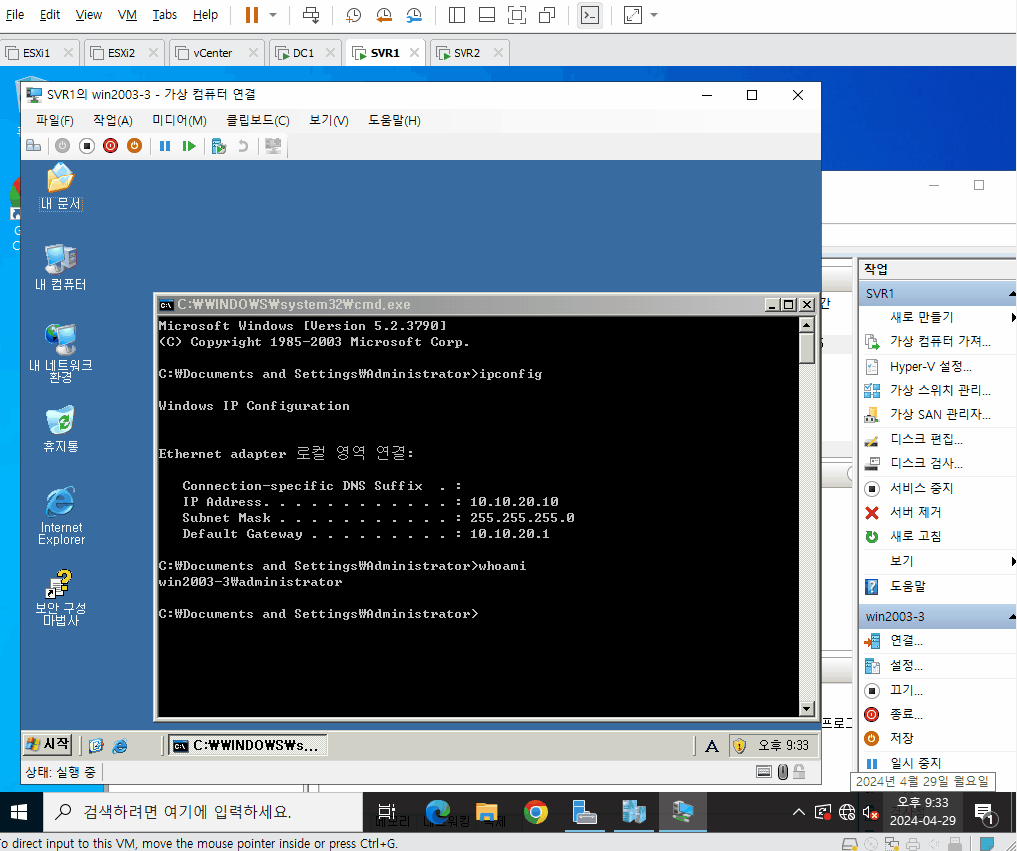 File Edit View VM Tabs Help
ESXi1 ESXi2 vCenter DC1 SVR1 SVR2
SVR1의 win2003-3 - 가상 컴퓨터 연결
파일(F) 작업(A) 미디어(M) 클립보드(C) 보기(V) 도움말(H)
내 문서
내 컴퓨터
내 네트워크
환경
휴지통
Internet
Explorer
보안 구성
마법사
C:\WINDOWS\system32\cmd.exe
Microsoft Windows [Version 5.2.3790]
(C) Copyright 1985-2003 Microsoft Corp.
C:₩Documents and Settings₩Administrator>ipconfig
Windows IP Configuration
Ethernet adapter 로컬 영역 연결:
Connection-specific DNS Suffix . :
IP Address. . . . . . . . . . . . : 10.10.20.10
Subnet Mask . . . . . . . . . . . : 255.255.255.0
Default Gateway . . . . . . . . . : 10.10.20.1
C:₩Documents and Settings₩Administrator>whoami
win2003-3₩administrator
C:₩Documents and Settings₩Administrator>
시작
C:₩WINDOWS₩s...
A
오후 9:33
상태: 실행 중
작업
SVR1
새로 만들기
가상 컴퓨터 가져...
Hyper-V 설정...
가상 스위치 관리...
가상 SAN 관리자...
디스크 편집...
디스크 검사...
서비스 중지
서버 제거
새로 고침
보기
도움말
win2003-3
연결...
설정...
끄기...
종료...
저장
일시 중지
2024년 4월 29일 월요일
검색하려면 여기에 입력하세요.
오후 9:33
2024-04-29
1
To direct input to this VM, move the mouse pointer inside or press Ctrl+G.